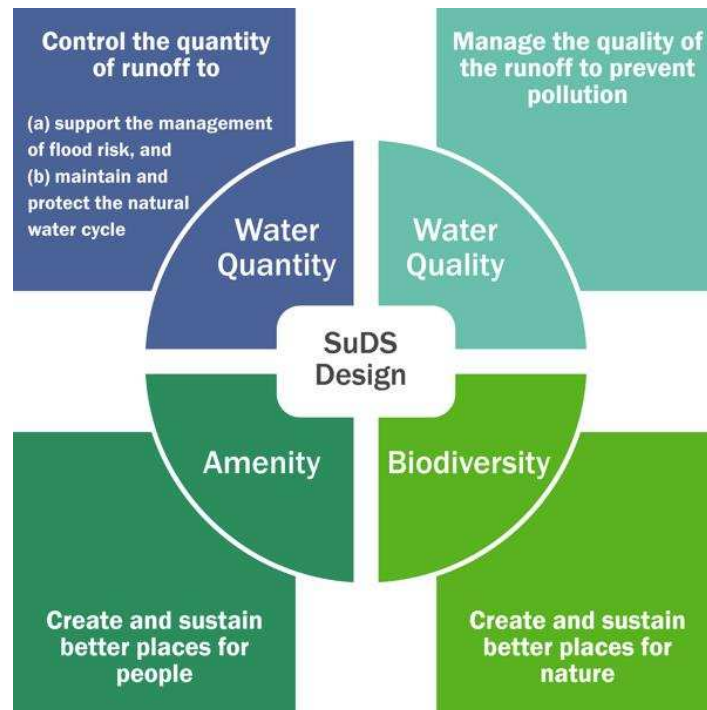 Control the quantity
of runoff to
(a) support the management
of flood risk, and
(b) maintain and
protect the natural
water cycle
Manage the quality of
the runoff to prevent
pollution
Water
Quantity
Water
Quality
SuDS
Design
Amenity
Biodiversity
Create and sustain
better places for
people
Create and sustain
better places for
nature